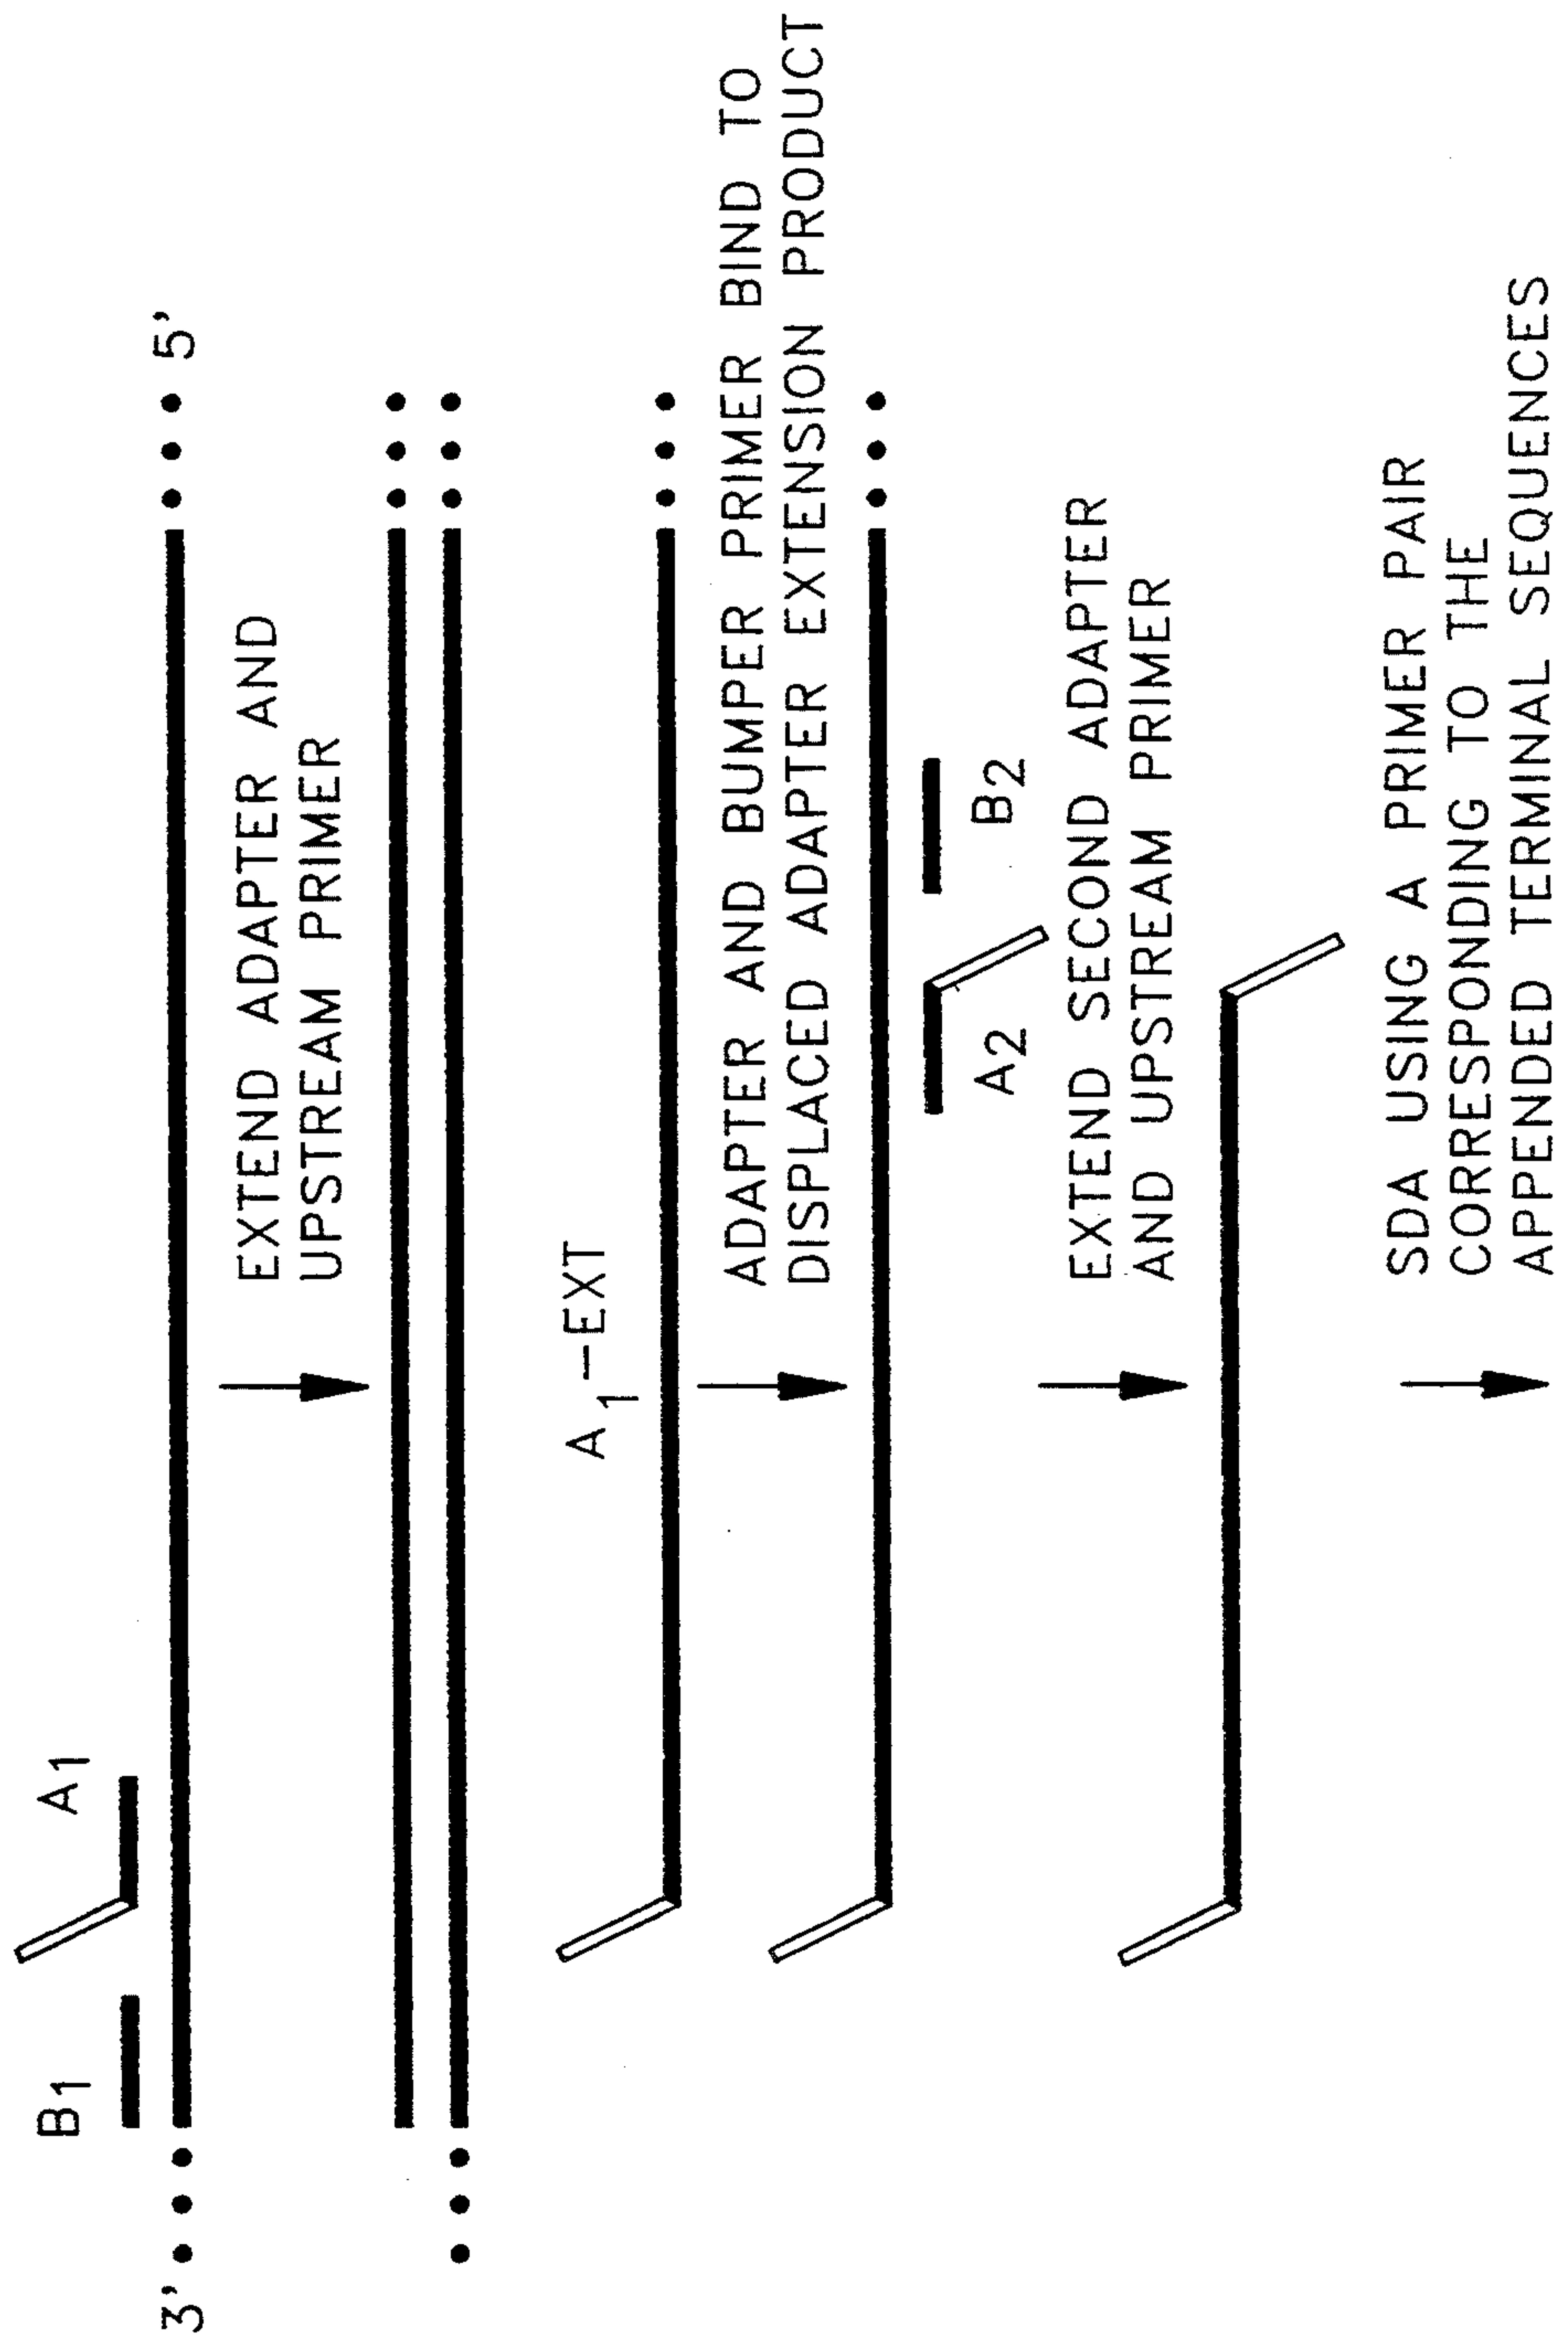 B1 A1
3' 5'
EXTEND ADAPTER AND
UPSTREAM PRIMER
A1-EXT
ADAPTER AND BUMPER PRIMER BIND TO
DISPLACED ADAPTER EXTENSION PRODUCT
A2 B2
EXTEND SECOND ADAPTER
AND UPSTREAM PRIMER
SDA USING A PRIMER PAIR
CORRESPONDING TO THE
APPENDED TERMINAL SEQUENCES